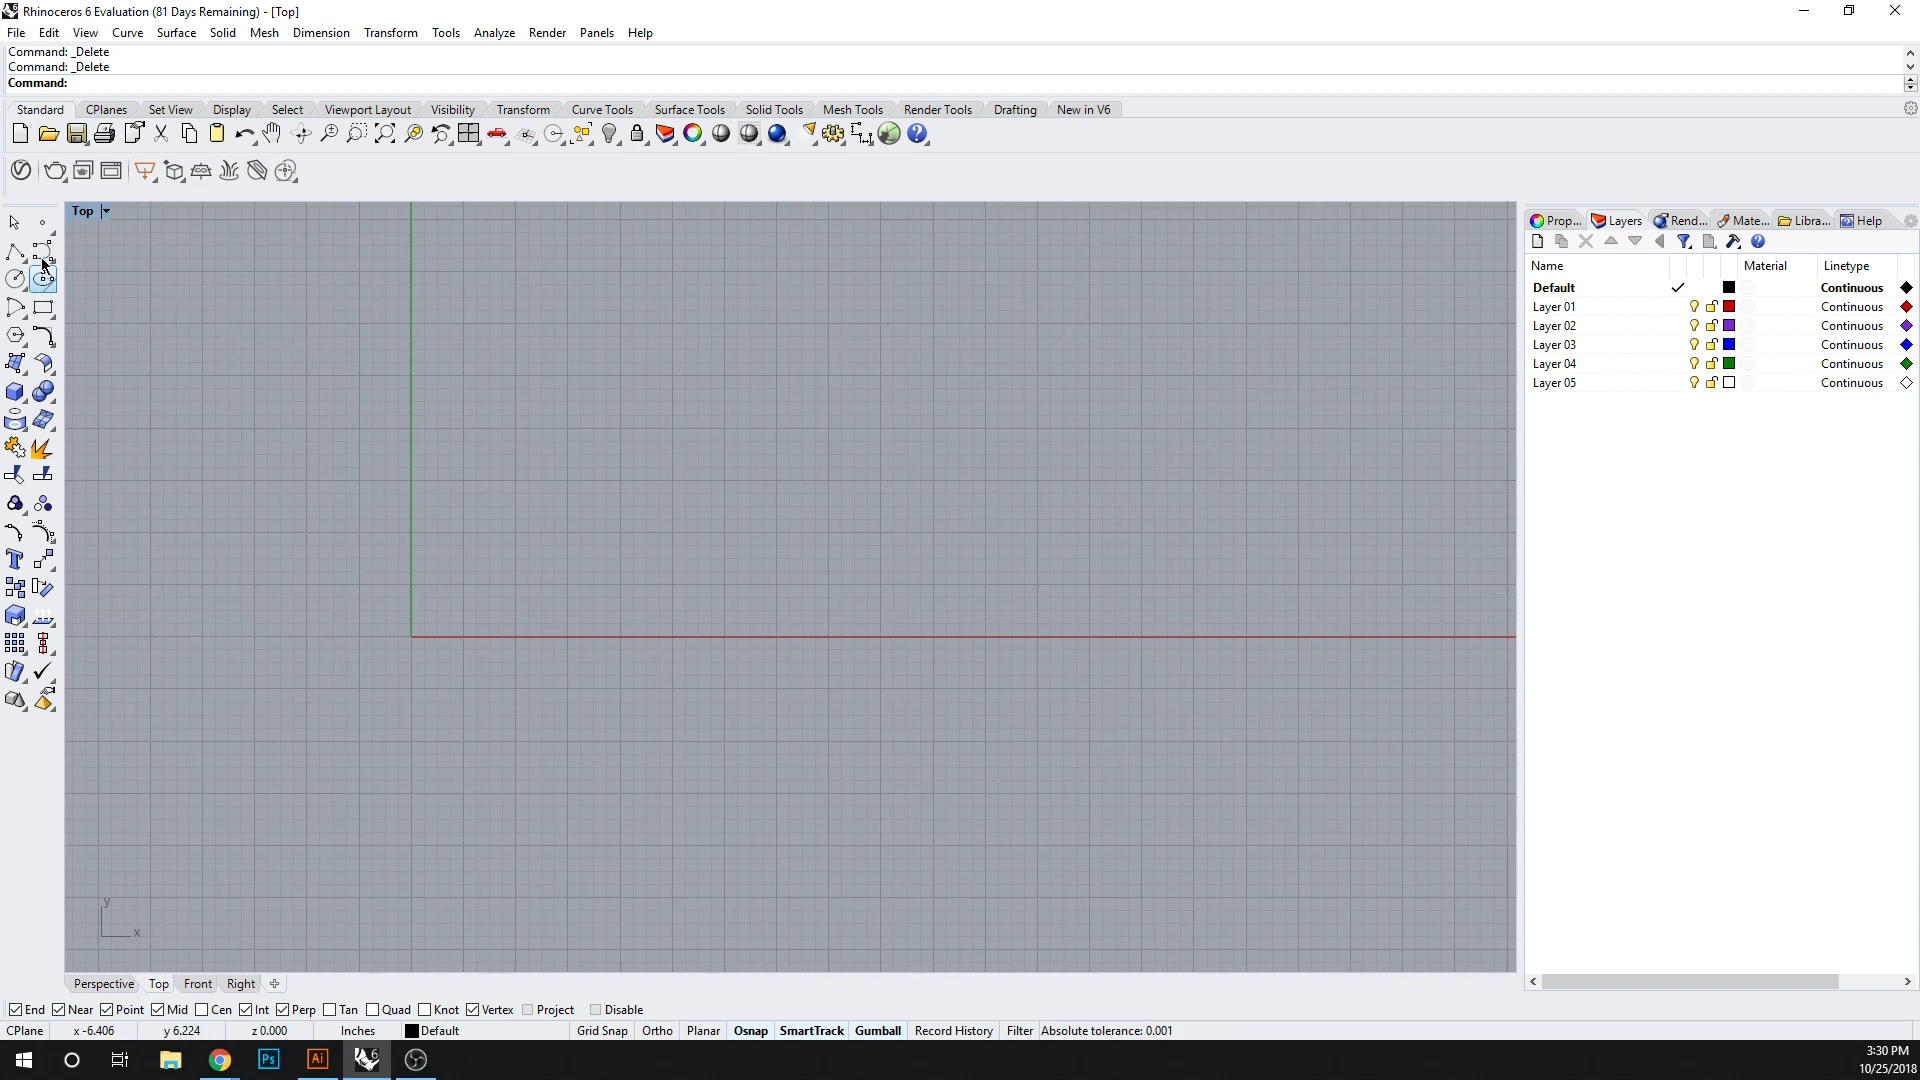 Rhinoceros 6 Evaluation (81 Days Remaining) - [Top]
File Edit View Curve Surface Solid Mesh Dimension Transform Tools Analyze Render Panels Help
Command: _Delete
Command: _Delete
Command:
Standard CPlanes Set View Display Select Viewport Layout Visibility Transform Curve Tools Surface Tools Solid Tools Mesh Tools Render Tools Drafting New in V6
Top
Prop... Layers Rend... Mate... Libra... Help
Name Material Linetype
Default Continuous
Layer 01 Continuous
Layer 02 Continuous
Layer 03 Continuous
Layer 04 Continuous
Layer 05 Continuous
y
x
Perspective Top Front Right
End Near Point Mid Cen Int Perp Tan Quad Knot Vertex Project Disable
CPlane x -6.406 y 6.224 z 0.000 Inches Default Grid Snap Ortho Planar Osnap SmartTrack Gumball Record History Filter Absolute tolerance: 0.001
Ps Ai 6
3:30 PM
10/25/2018